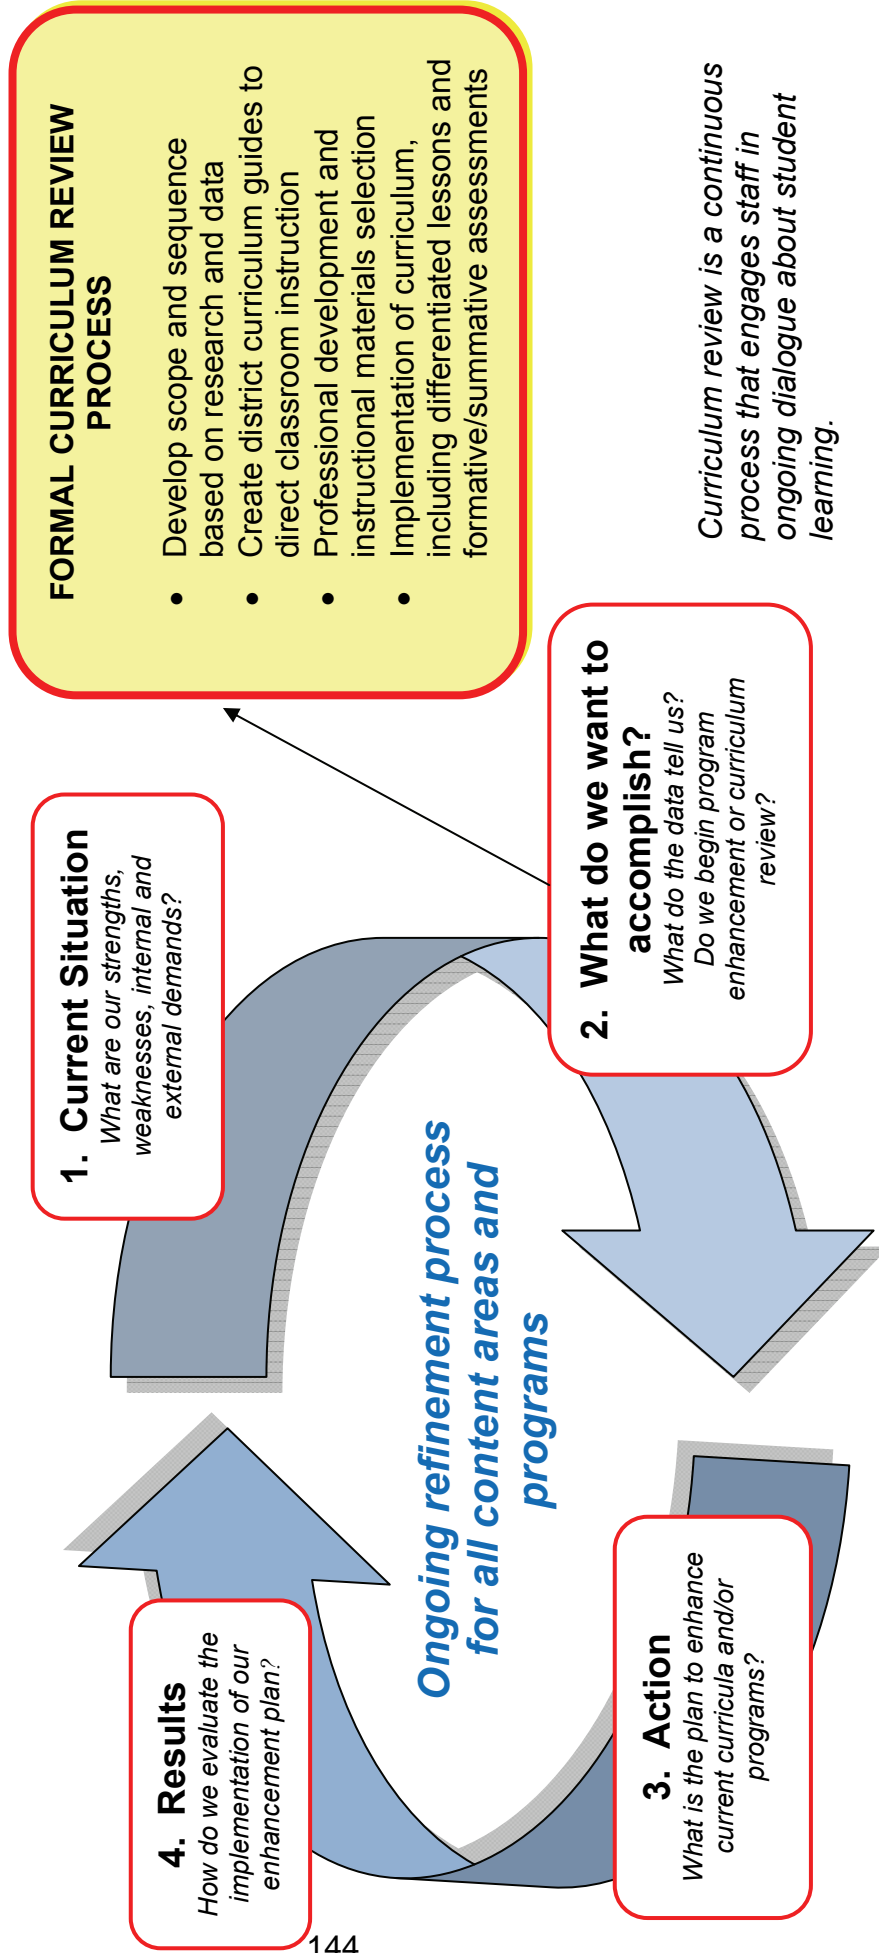 FORMAL CURRICULUM REVIEW
PROCESS
• Develop scope and sequence
based on research and data
• Create district curriculum guides to
direct classroom instruction
• Professional development and
instructional materials selection
• Implementation of curriculum,
including differentiated lessons and
formative/summative assessments
1. Current Situation
What are our strengths,
weaknesses, internal and
external demands?
2. What do we want to
accomplish?
What do the data tell us?
Do we begin program
enhancement or curriculum
review?
3. Action
What is the plan to enhance
current curricula and/or
programs?
4. Results
How do we evaluate the
implementation of our
enhancement plan?
Ongoing refinement process
for all content areas and
programs
Curriculum review is a continuous
process that engages staff in
ongoing dialogue about student
learning.
144